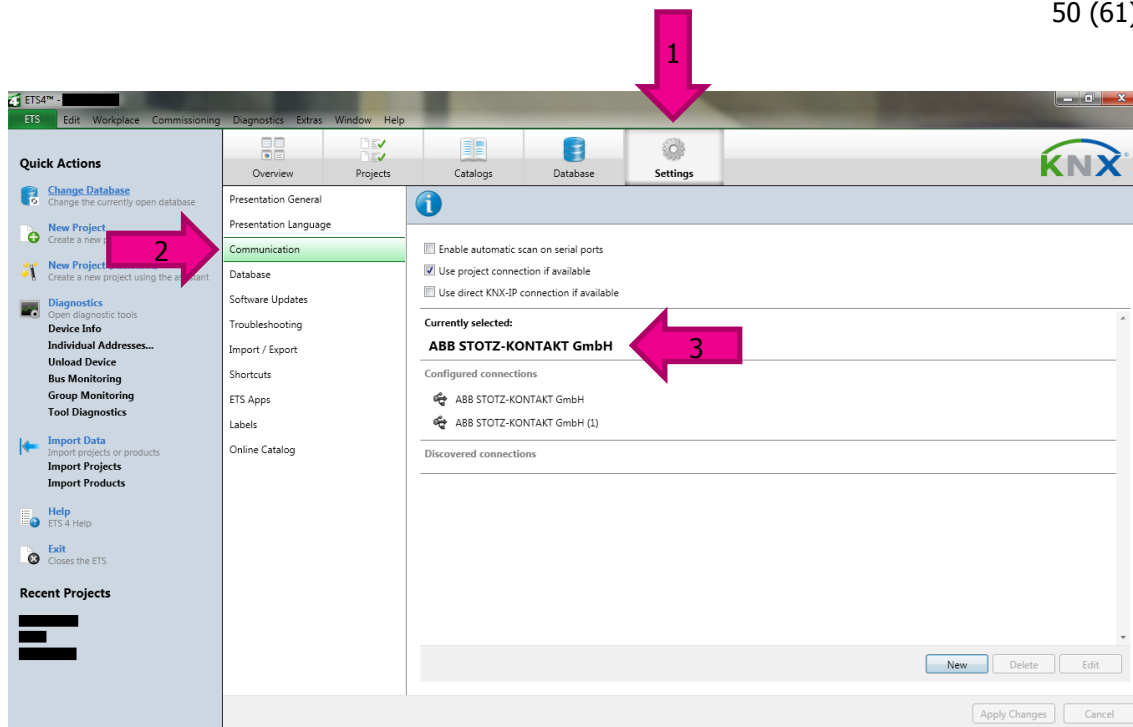 50 (61)
1
ETS4™ -
ETS Edit Workplace Commissioning Diagnostics Extras Window Help
Overview Projects Catalogs Database Settings
KNX
Quick Actions
Change Database
Change the currently open database
New Project
Create a new
New Project
Create a new project using the
Diagnostics
Open diagnostic tools
Device Info
Individual Addresses...
Unload Device
Bus Monitoring
Group Monitoring
Tool Diagnostics
Import Data
Import projects or products
Import Projects
Import Products
Help
ETS 4 Help
Exit
Closes the ETS
Recent Projects
Presentation General
Presentation Language
2
Communication
Database
Software Updates
Troubleshooting
Import / Export
Shortcuts
ETS Apps
Labels
Online Catalog
Enable automatic scan on serial ports
Use project connection if available
Use direct KNX-IP connection if available
Currently selected:
ABB STOTZ-KONTAKT GmbH
3
Configured connections
ABB STOTZ-KONTAKT GmbH
ABB STOTZ-KONTAKT GmbH (1)
Discovered connections
New Delete Edit
Apply Changes Cancel